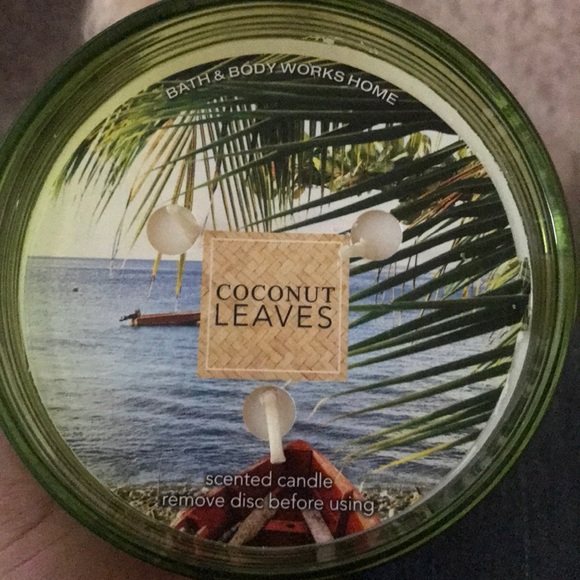 BATH & BODY WORKS HOME
COCONUT
LEAVES
scented candle
remove disc before using